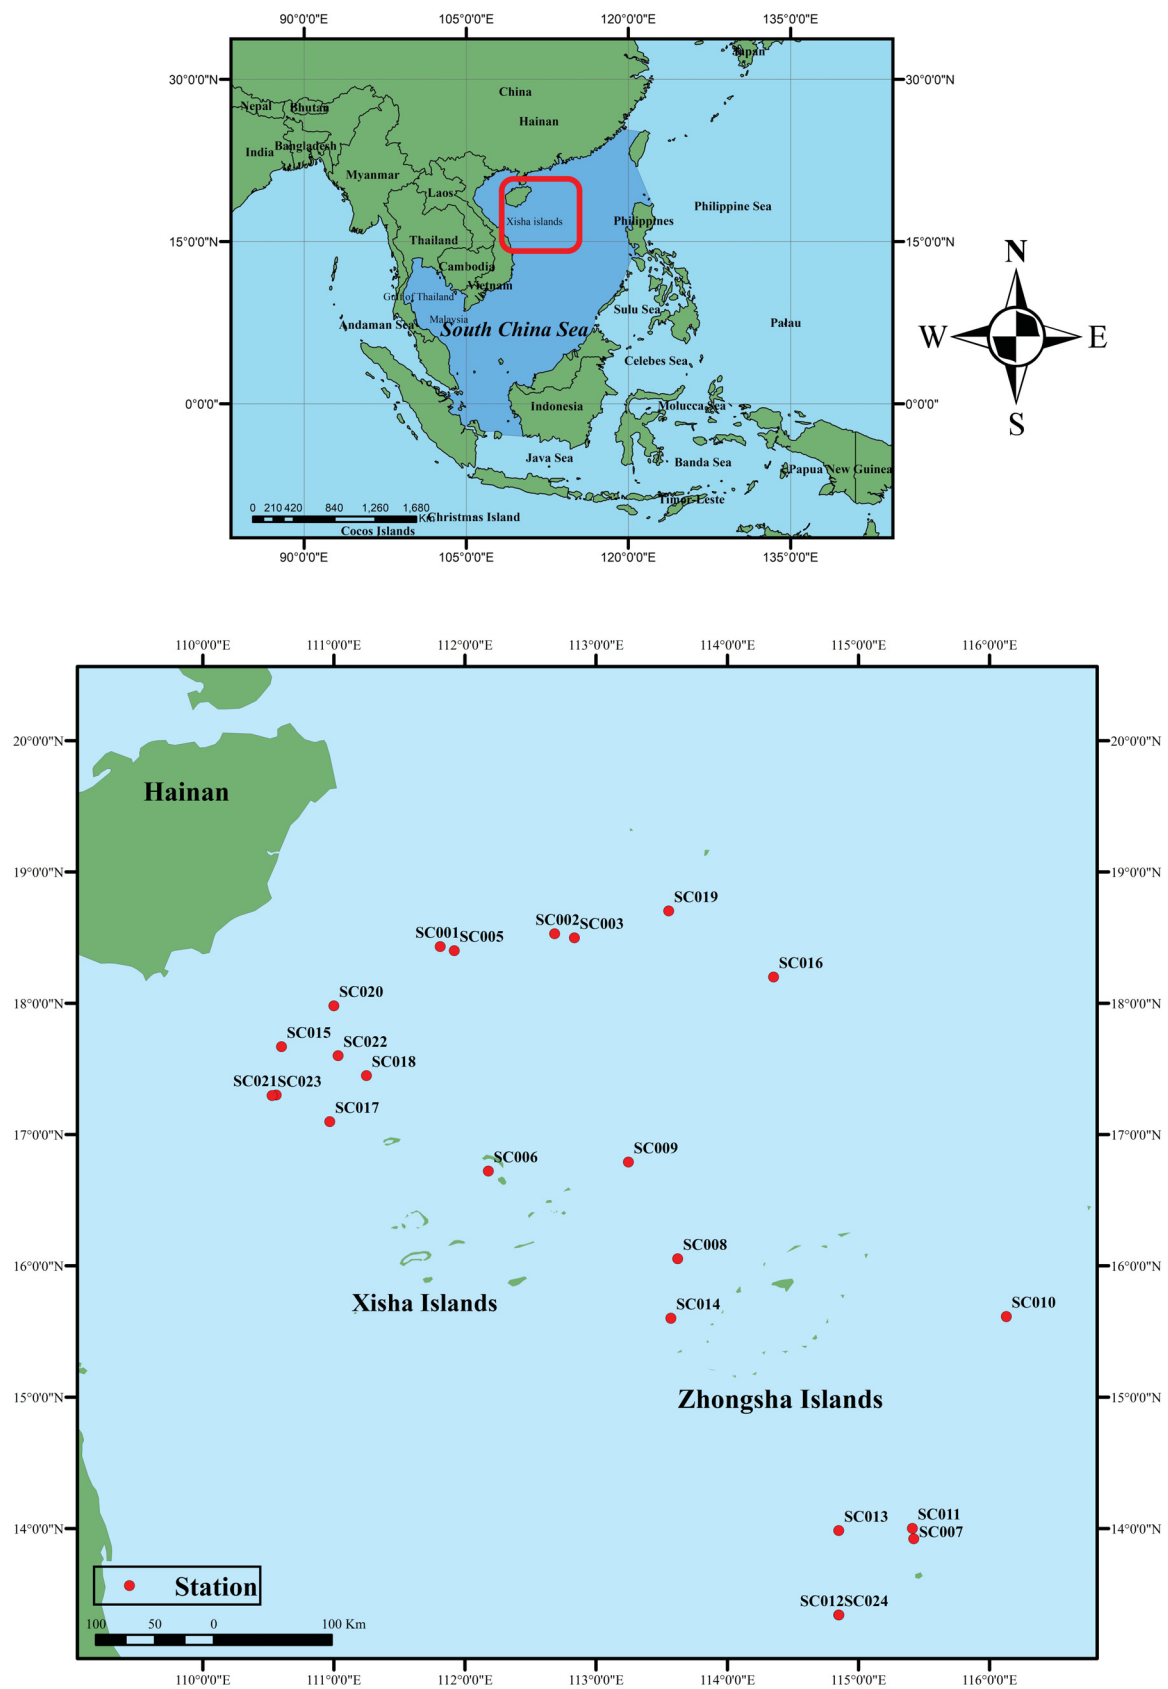 90°0'0"E 105°0'0"E 120°0'0"E 135°0'0"E
Japan
30°0'0"N 30°0'0"N
China
Nepal Bhutan
Hainan
India Bangladesh
Myanmar
Laos
Philippine Sea
Xisha islands Philippines
15°0'0"N Thailand 15°0'0"N
N
Cambodia
Vietnam
Gulf of Thailand
Sulu Sea
Malaysia
Andaman Sea South China Sea Palau
W E
Celebes Sea
0°0'0" Indonesia Molucca Sea 0°0'0"
S
Java Sea Banda Sea
Papua New Guinea
Timor-Leste
0 210 420 840 1,260 1,680
Km Christmas Island
Cocos Islands
90°0'0"E 105°0'0"E 120°0'0"E 135°0'0"E
110°0'0"E 111°0'0"E 112°0'0"E 113°0'0"E 114°0'0"E 115°0'0"E 116°0'0"E
20°0'0"N 20°0'0"N
Hainan
19°0'0"N 19°0'0"N
SC019
SC002 SC003
SC001 SC005
SC016
SC020
18°0'0"N 18°0'0"N
SC015
SC022
SC018
SC021 SC023
SC017
17°0'0"N 17°0'0"N
SC009
SC006
SC008
16°0'0"N 16°0'0"N
Xisha Islands SC014 SC010
15°0'0"N Zhongsha Islands 15°0'0"N
SC013 SC011
14°0'0"N SC007 14°0'0"N
Station
SC012 SC024
100 50 0 100 Km
110°0'0"E 111°0'0"E 112°0'0"E 113°0'0"E 114°0'0"E 115°0'0"E 116°0'0"E